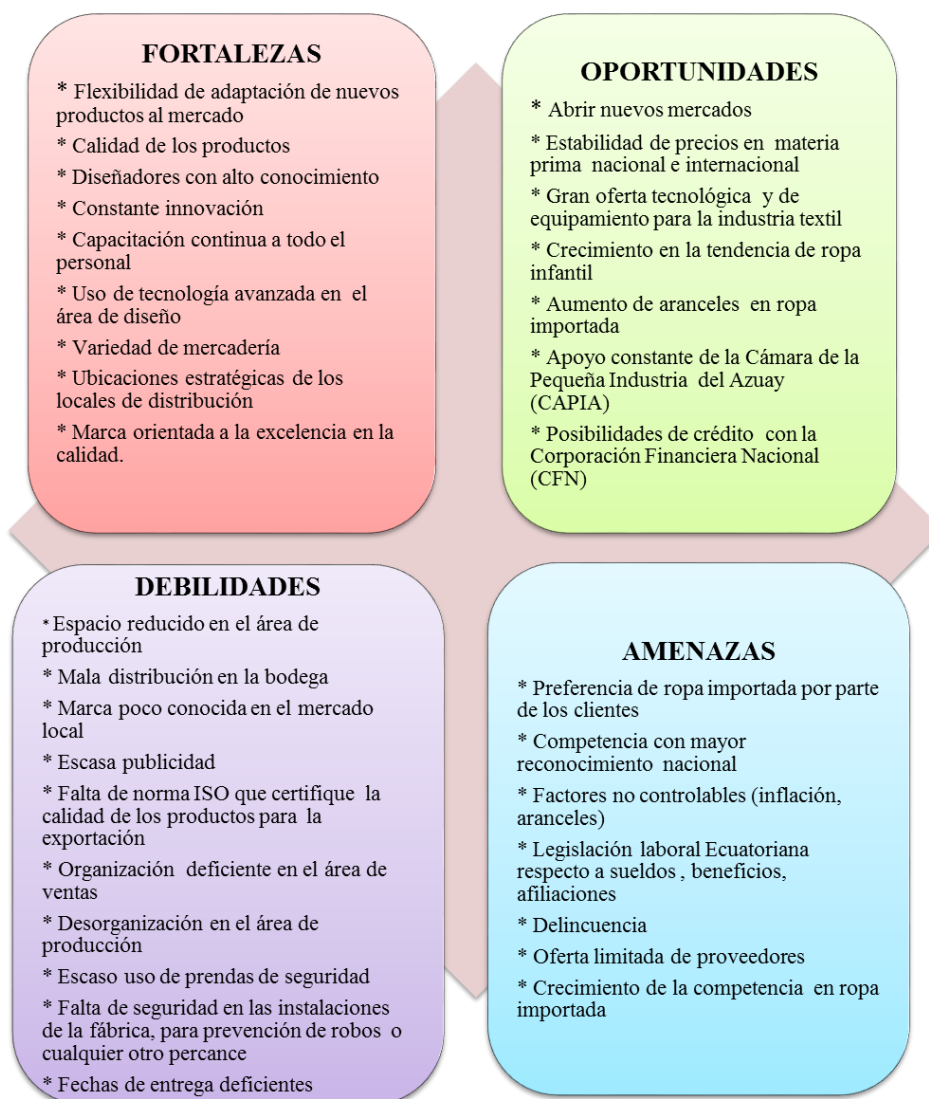 FORTALEZAS
* Flexibilidad de adaptación de nuevos
productos al mercado
* Calidad de los productos
* Diseñadores con alto conocimiento
* Constante innovación
* Capacitación continua a todo el
personal
* Uso de tecnología avanzada en el
área de diseño
* Variedad de mercadería
* Ubicaciones estratégicas de los
locales de distribución
* Marca orientada a la excelencia en la
calidad.
OPORTUNIDADES
* Abrir nuevos mercados
* Estabilidad de precios en materia
prima nacional e internacional
* Gran oferta tecnológica y de
equipamiento para la industria textil
* Crecimiento en la tendencia de ropa
infantil
* Aumento de aranceles en ropa
importada
* Apoyo constante de la Cámara de la
Pequeña Industria del Azuay
(CAPIA)
* Posibilidades de crédito con la
Corporación Financiera Nacional
(CFN)
DEBILIDADES
* Espacio reducido en el área de
producción
* Mala distribución en la bodega
* Marca poco conocida en el mercado
local
* Escasa publicidad
* Falta de norma ISO que certifique la
calidad de los productos para la
exportación
* Organización deficiente en el área de
ventas
* Desorganización en el área de
producción
* Escaso uso de prendas de seguridad
* Falta de seguridad en las instalaciones
de la fábrica, para prevención de robos o
cualquier otro percance
* Fechas de entrega deficientes
AMENAZAS
* Preferencia de ropa importada por parte
de los clientes
* Competencia con mayor
reconocimiento nacional
* Factores no controlables (inflación,
aranceles)
* Legislación laboral Ecuatoriana
respecto a sueldos , beneficios,
afiliaciones
* Delincuencia
* Oferta limitada de proveedores
* Crecimiento de la competencia en ropa
importada